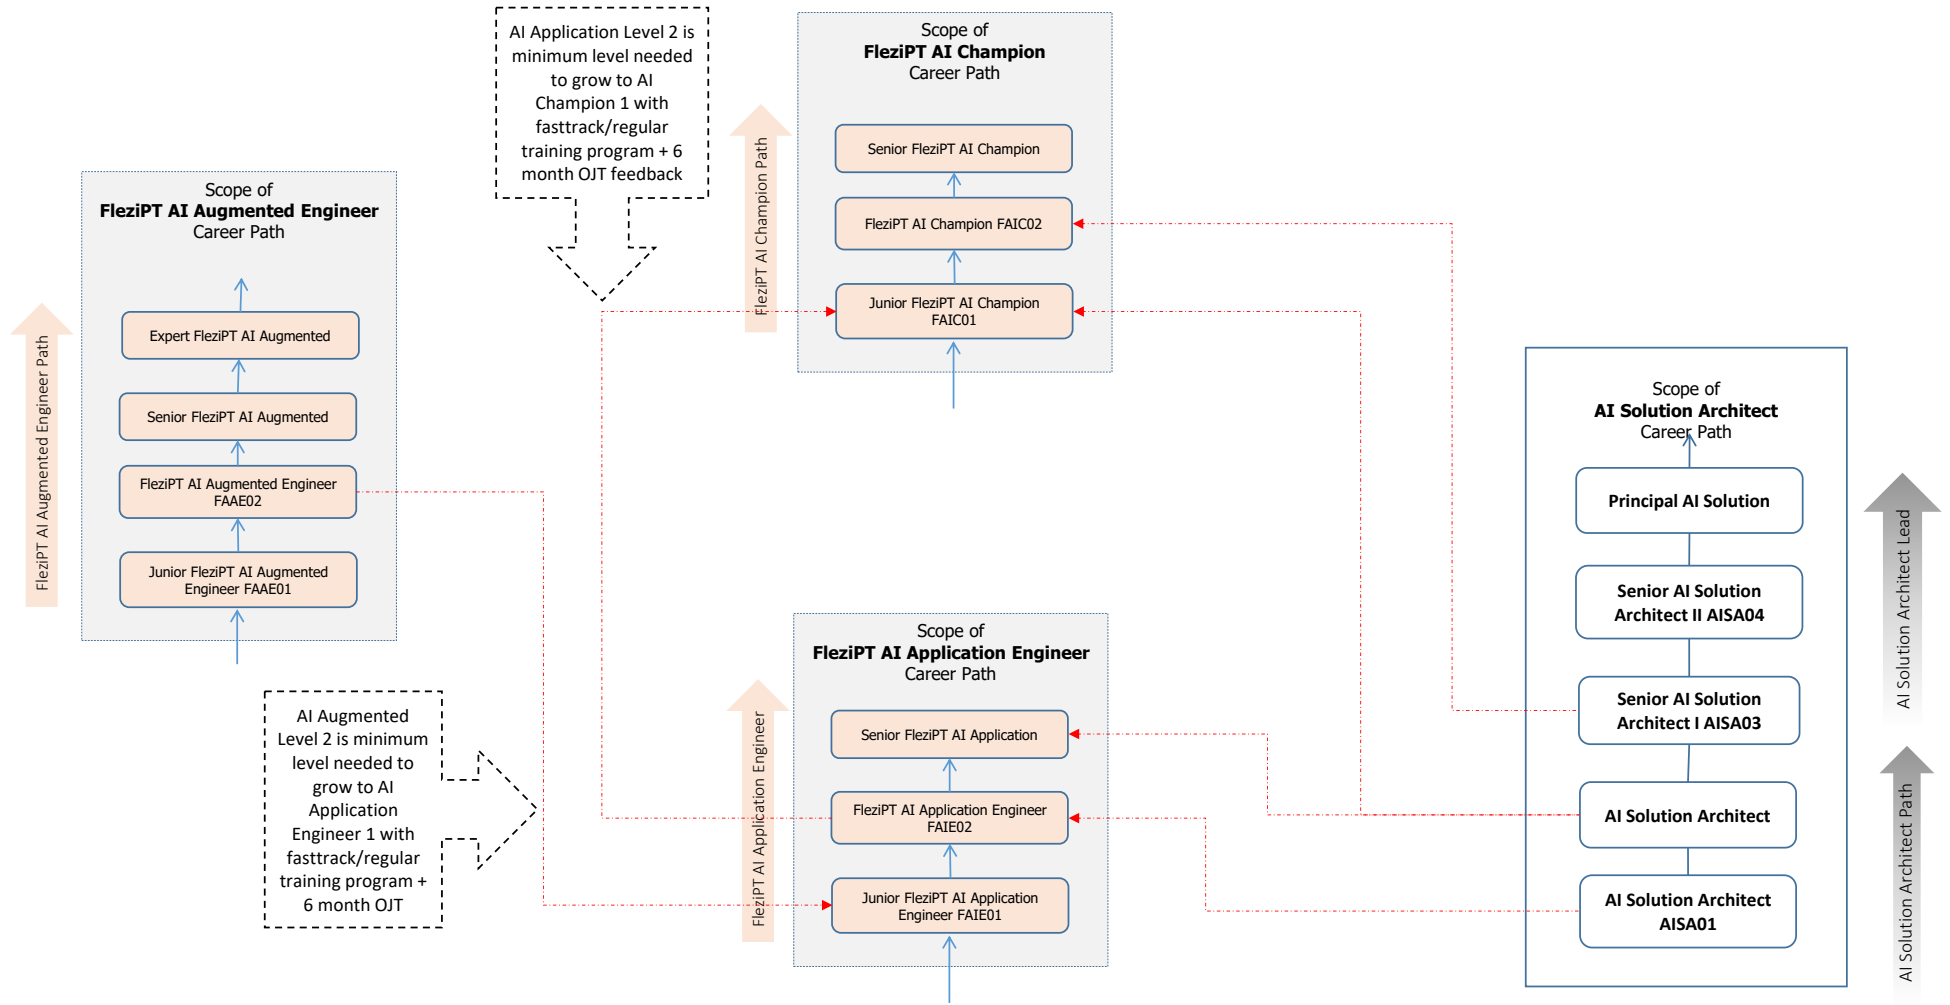 AI Application Level 2 is
minimum level needed
to grow to AI
Champion 1 with
fasttrack/regular
training program + 6
month OJT feedback
Scope of
FleziPT AI Champion
Career Path
FleziPT AI Champion Path
Senior FleziPT AI Champion
FleziPT AI Champion FAIC02
Junior FleziPT AI Champion
FAIC01
Scope of
FleziPT AI Augmented Engineer
Career Path
FleziPT AI Augmented Engineer Path
Expert FleziPT AI Augmented
Senior FleziPT AI Augmented
FleziPT AI Augmented Engineer
FAAE02
Junior FleziPT AI Augmented
Engineer FAAE01
AI Augmented
Level 2 is minimum
level needed to
grow to AI
Application
Engineer 1 with
fasttrack/regular
training program +
6 month OJT
Scope of
FleziPT AI Application Engineer
Career Path
FleziPT AI Application Engineer
Senior FleziPT AI Application
FleziPT AI Application Engineer
FAIE02
Junior FleziPT AI Application
Engineer FAIE01
Scope of
AI Solution Architect
Career Path
Principal AI Solution
Senior AI Solution
Architect II AISA04
Senior AI Solution
Architect I AISA03
AI Solution Architect
AI Solution Architect
AISA01
AI Solution Architect Lead
AI Solution Architect Path